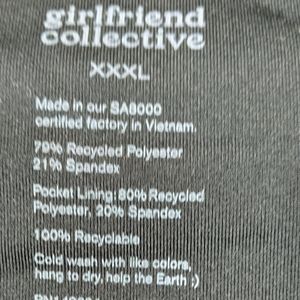 girlfriend
collective
XXXL
Made in our SA8000
certified factory in Vietnam.
79% Recycled Polyester
21% Spandex
Pocket Lining: 80% Recycled
Polyester, 20% Spandex
100% Recyclable
Cold wash with like colors,
hang to dry, help the Earth :)